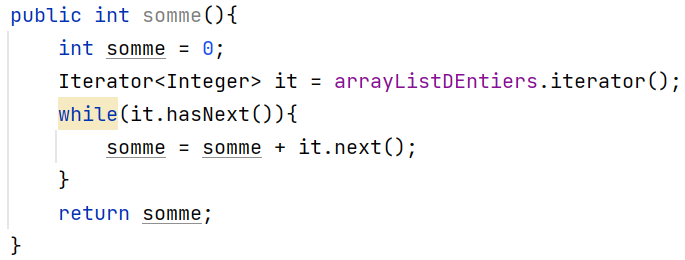 public int somme(){
    int somme = 0;
    Iterator<Integer> it = arrayListDEntiers.iterator();
    while(it.hasNext()){
        somme = somme + it.next();
    }
    return somme;
}